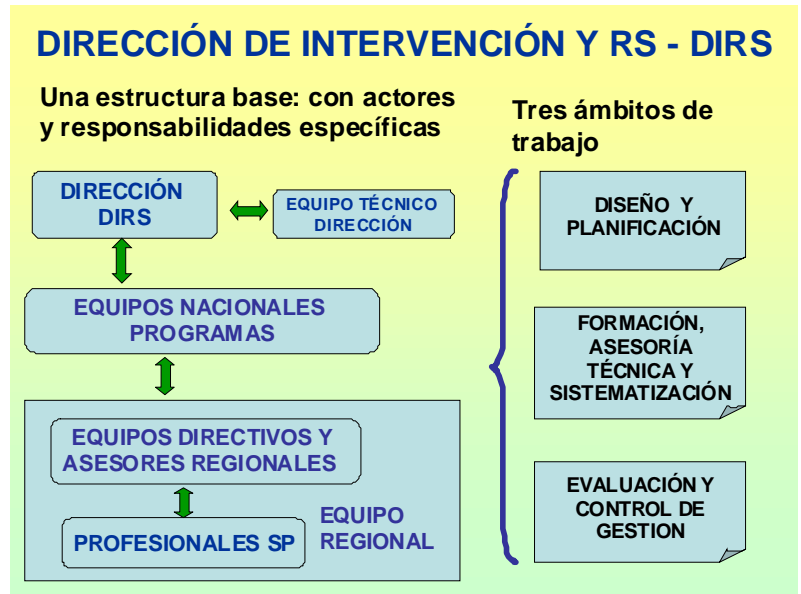 DIRECCIÓN DE INTERVENCIÓN Y RS - DIRS
Una estructura base: con actores
y responsabilidades específicas
DIRECCIÓN
DIRS
EQUIPO TÉCNICO
DIRECCIÓN
EQUIPOS NACIONALES
PROGRAMAS
EQUIPOS DIRECTIVOS Y
ASESORES REGIONALES
PROFESIONALES SP
EQUIPO
REGIONAL
Tres ámbitos de
trabajo
DISEÑO Y
PLANIFICACIÓN
FORMACIÓN,
ASESORÍA
TÉCNICA Y
SISTEMATIZACIÓN
EVALUACIÓN Y
CONTROL DE
GESTION